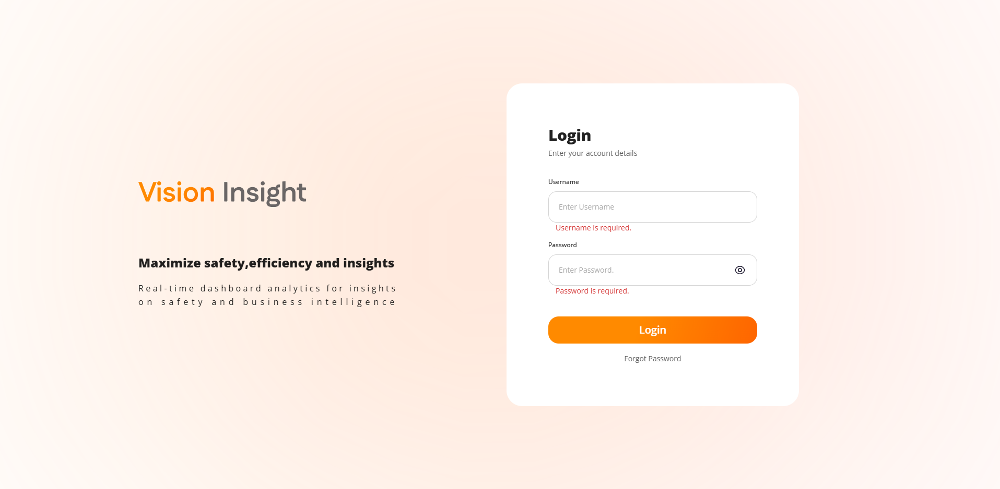 Vision Insight
Maximize safety,efficiency and insights
Real-time dashboard analytics for insights
on safety and business intelligence
Login
Enter your account details
Username
Enter Username
Username is required.
Password
Enter Password.
Password is required.
Login
Forgot Password